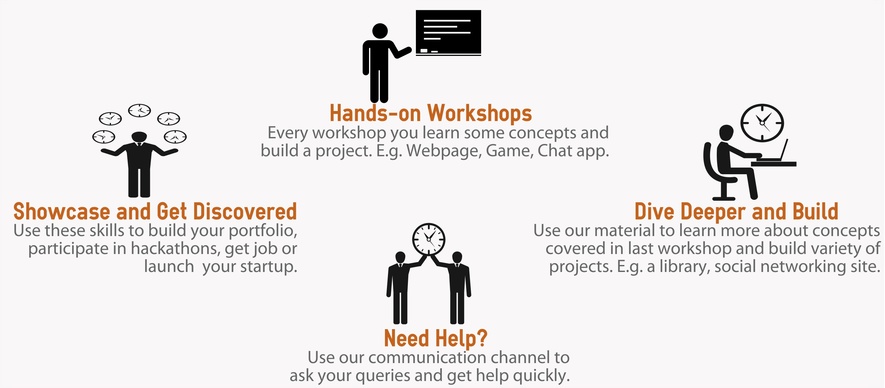 Hands-on Workshops
Every workshop you learn some concepts and
build a project. E.g. Webpage, Game, Chat app.
Showcase and Get Discovered
Use these skills to build your portfolio,
participate in hackathons, get job or
launch your startup.
Dive Deeper and Build
Use our material to learn more about concepts
covered in last workshop and build variety of
projects. E.g. a library, social networking site.
Need Help?
Use our communication channel to
ask your queries and get help quickly.